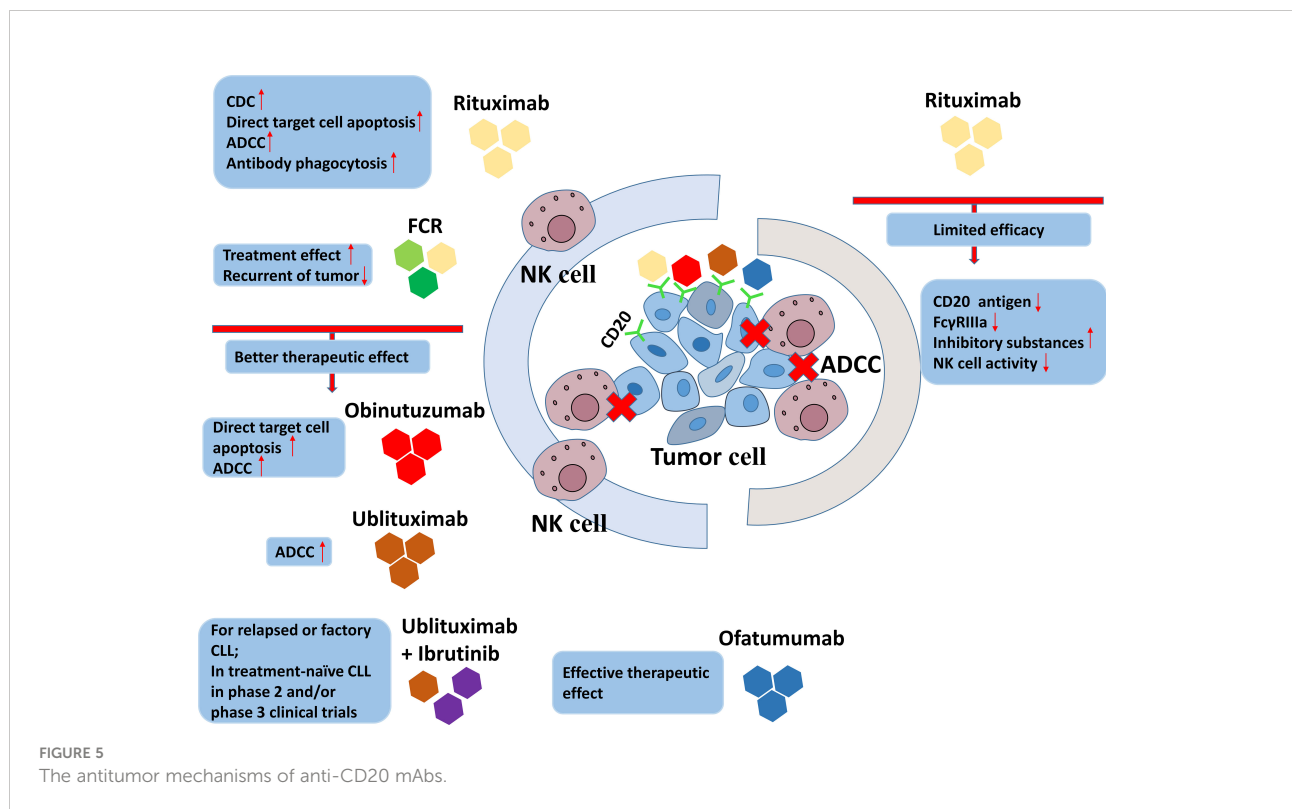 CDC ↑
Direct target cell apoptosis ↑
ADCC ↑
Antibody phagocytosis ↑
Rituximab
FCR
Treatment effect ↑
Recurrent of tumor ↓
Better therapeutic effect
Obinutuzumab
Direct target cell
apoptosis ↑
ADCC ↑
Ublituximab
ADCC ↑
Ublituximab
+ Ibrutinib
For relapsed or factory
CLL;
In treatment-naïve CLL
in phase 2 and/or
phase 3 clinical trials
NK cell
CD20
ADCC
Tumor cell
NK cell
Ofatumumab
Effective therapeutic
effect
Rituximab
Limited efficacy
CD20 antigen ↓
FcγRIIIa ↓
Inhibitory substances ↑
NK cell activity ↓
FIGURE 5
The antitumor mechanisms of anti-CD20 mAbs.